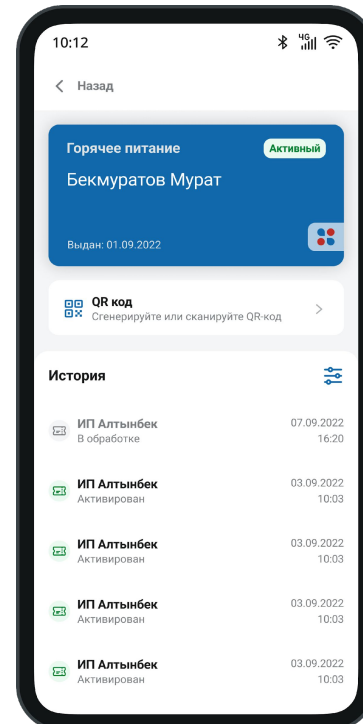 10:12
4G
Назад
Горячее питание
Активный
Бекмуратов Мурат
Выдан: 01.09.2022
QR код
Сгенерируйте или сканируйте QR-код
История
ИП Алтынбек
07.09.2022
В обработке
16:20
ИП Алтынбек
03.09.2022
Активирован
10:03
ИП Алтынбек
03.09.2022
Активирован
10:03
ИП Алтынбек
03.09.2022
Активирован
10:03
ИП Алтынбек
03.09.2022
Активирован
10:03